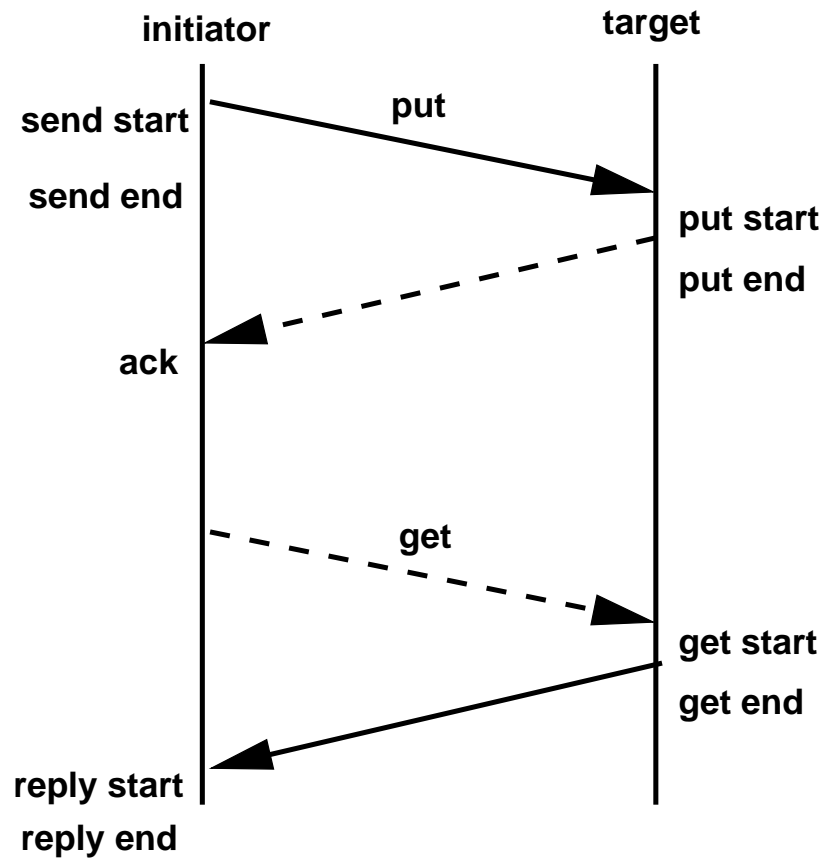 initiator
target
put
send start
send end
put start
put end
ack
get
get start
get end
reply start
reply end